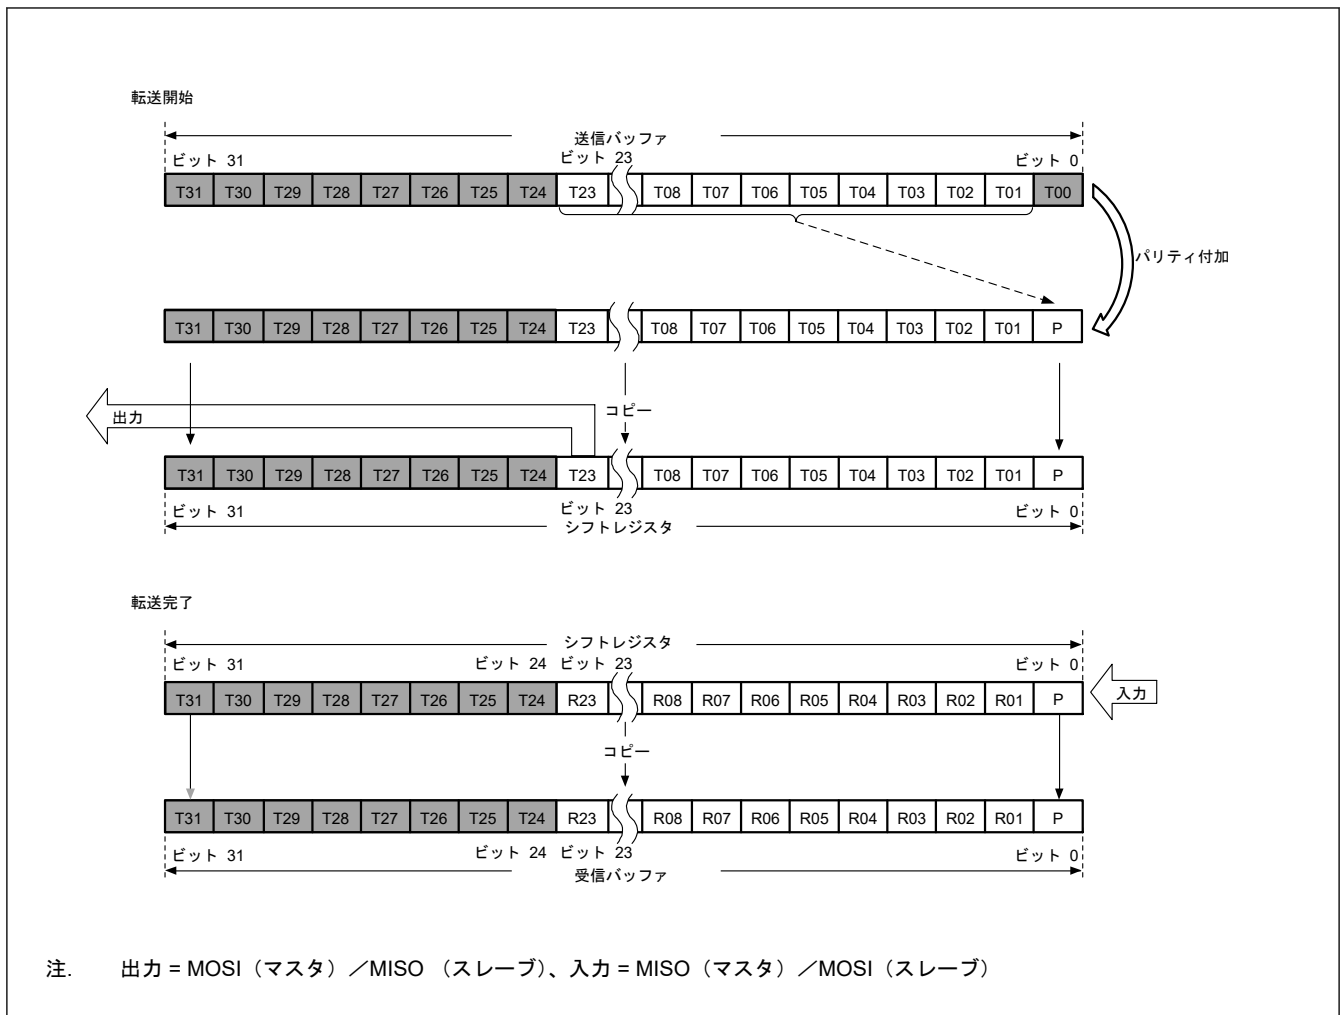 転送開始
送信バッファ
ビット 31 ビット 23 ビット 0
T31 T30 T29 T28 T27 T26 T25 T24 T23 T08 T07 T06 T05 T04 T03 T02 T01 T00
パリティ付加
T31 T30 T29 T28 T27 T26 T25 T24 T23 T08 T07 T06 T05 T04 T03 T02 T01 P
出力 コピー
T31 T30 T29 T28 T27 T26 T25 T24 T23 T08 T07 T06 T05 T04 T03 T02 T01 P
ビット 31 ビット 23 ビット 0
シフトレジスタ
転送完了
シフトレジスタ
ビット 31 ビット 24 ビット 23 ビット 0
T31 T30 T29 T28 T27 T26 T25 T24 R23 R08 R07 R06 R05 R04 R03 R02 R01 P 入力
コピー
T31 T30 T29 T28 T27 T26 T25 T24 R23 R08 R07 R06 R05 R04 R03 R02 R01 P
ビット 31 ビット 24 ビット 23 ビット 0
受信バッファ
注. 出力 = MOSI（マスタ）／MISO （スレーブ）、入力 = MISO（マスタ）／MOSI（スレーブ）